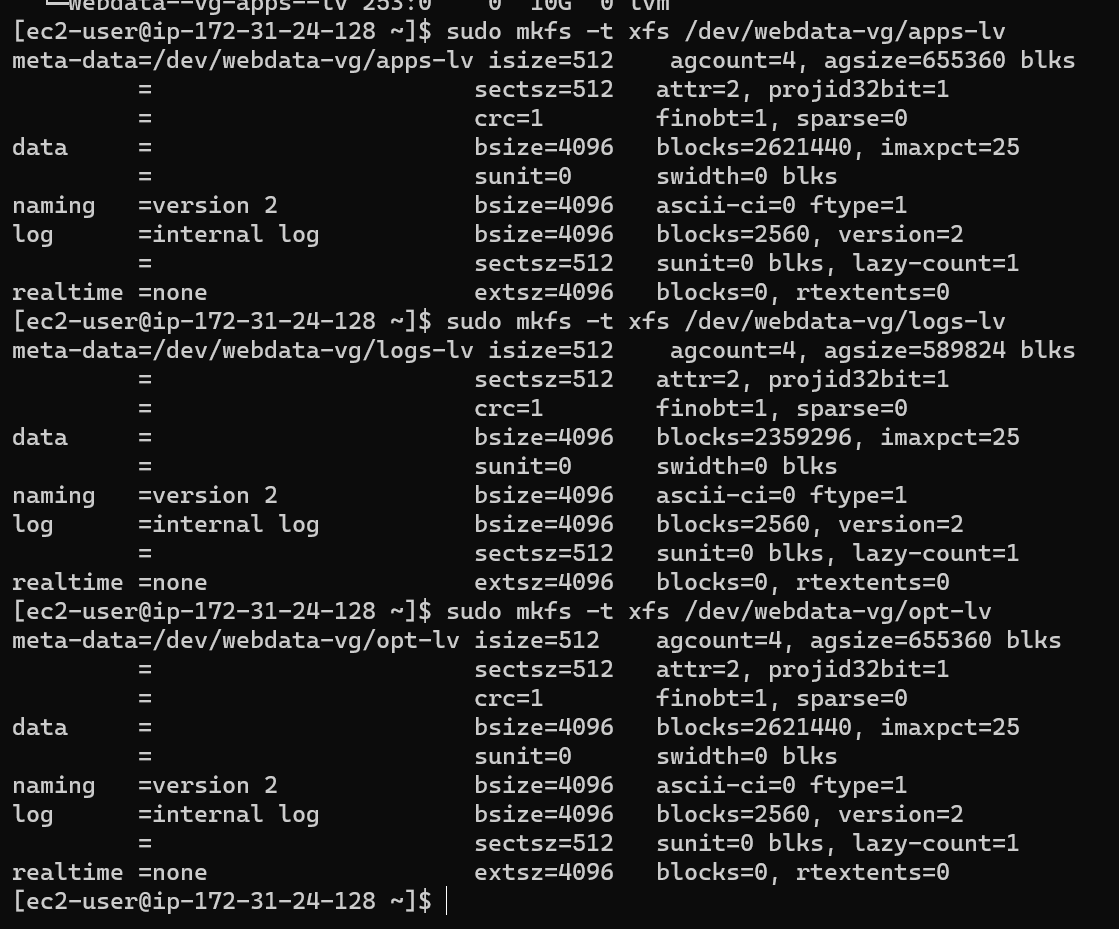 └─webdata--vg-apps--lv 253:0    0  10G  0 lvm
[ec2-user@ip-172-31-24-128 ~]$ sudo mkfs -t xfs /dev/webdata-vg/apps-lv
meta-data=/dev/webdata-vg/apps-lv isize=512    agcount=4, agsize=655360 blks
         =                       sectsz=512   attr=2, projid32bit=1
         =                       crc=1        finobt=1, sparse=0
data     =                       bsize=4096   blocks=2621440, imaxpct=25
         =                       sunit=0      swidth=0 blks
naming   =version 2              bsize=4096   ascii-ci=0 ftype=1
log      =internal log           bsize=4096   blocks=2560, version=2
         =                       sectsz=512   sunit=0 blks, lazy-count=1
realtime =none                   extsz=4096   blocks=0, rtextents=0
[ec2-user@ip-172-31-24-128 ~]$ sudo mkfs -t xfs /dev/webdata-vg/logs-lv
meta-data=/dev/webdata-vg/logs-lv isize=512    agcount=4, agsize=589824 blks
         =                       sectsz=512   attr=2, projid32bit=1
         =                       crc=1        finobt=1, sparse=0
data     =                       bsize=4096   blocks=2359296, imaxpct=25
         =                       sunit=0      swidth=0 blks
naming   =version 2              bsize=4096   ascii-ci=0 ftype=1
log      =internal log           bsize=4096   blocks=2560, version=2
         =                       sectsz=512   sunit=0 blks, lazy-count=1
realtime =none                   extsz=4096   blocks=0, rtextents=0
[ec2-user@ip-172-31-24-128 ~]$ sudo mkfs -t xfs /dev/webdata-vg/opt-lv
meta-data=/dev/webdata-vg/opt-lv isize=512    agcount=4, agsize=655360 blks
         =                       sectsz=512   attr=2, projid32bit=1
         =                       crc=1        finobt=1, sparse=0
data     =                       bsize=4096   blocks=2621440, imaxpct=25
         =                       sunit=0      swidth=0 blks
naming   =version 2              bsize=4096   ascii-ci=0 ftype=1
log      =internal log           bsize=4096   blocks=2560, version=2
         =                       sectsz=512   sunit=0 blks, lazy-count=1
realtime =none                   extsz=4096   blocks=0, rtextents=0
[ec2-user@ip-172-31-24-128 ~]$